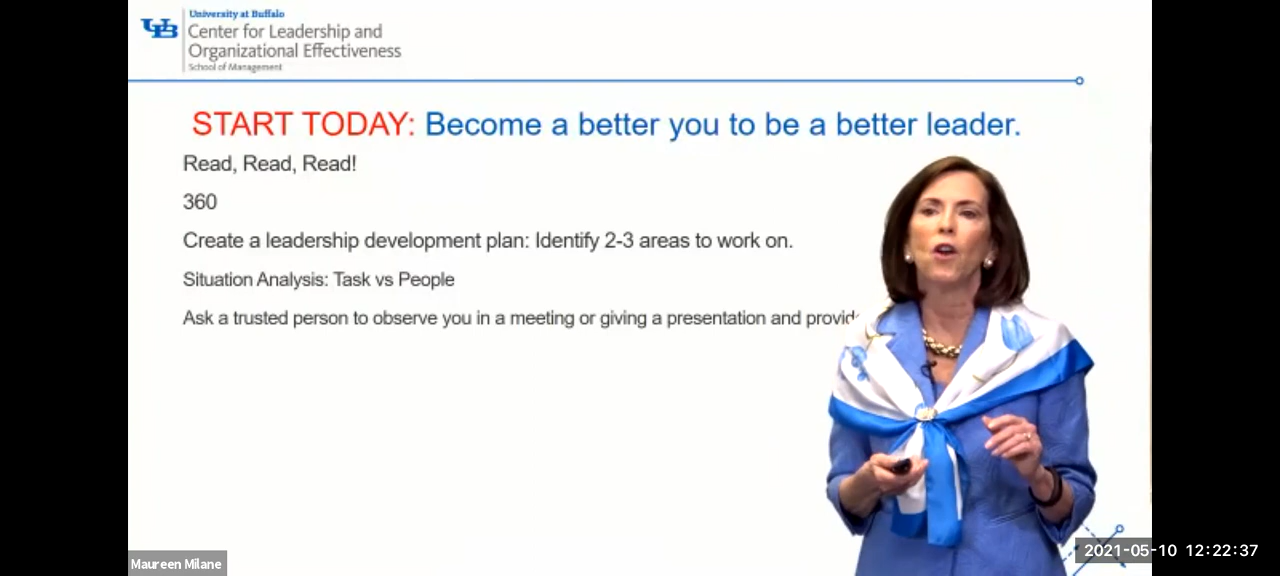 University at Buffalo
UB
Center for Leadership and
Organizational Effectiveness
School of Management
START TODAY: Become a better you to be a better leader.
Read, Read, Read!
360
Create a leadership development plan: Identify 2-3 areas to work on.
Situation Analysis: Task vs People
Ask a trusted person to observe you in a meeting or giving a presentation and
Maureen Milane
2021-05-10 12:22:37